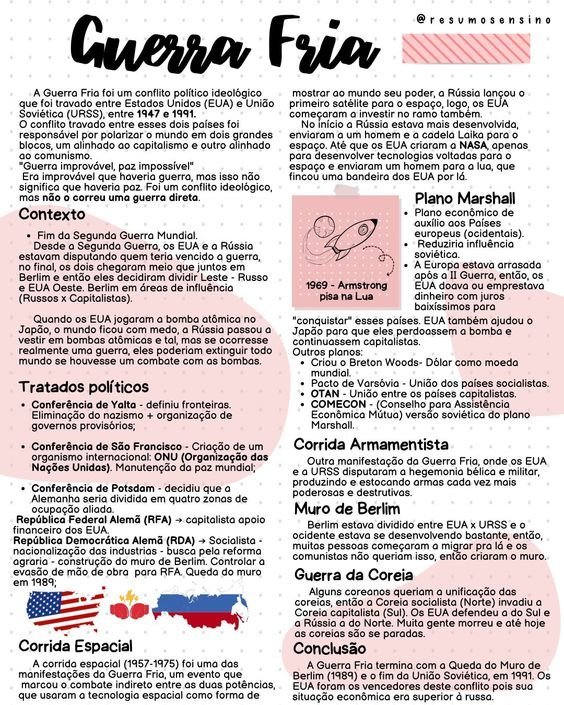 Guerra Fria
@resumosensino
A Guerra Fria foi um conflito político ideológico
que foi travado entre Estados Unidos (EUA) e União
Soviética (URSS), entre 1947 e 1991.
O conflito travado entre esses dois países foi
responsável por polarizar o mundo em dois grandes
blocos, um alinhado ao capitalismo e outro alinhado
ao comunismo.
"Guerra improvável, paz impossível"
Era improvável que haveria guerra, mas isso não
significa que haveria paz. Foi um conflito ideológico,
mas não o correu uma guerra direta.
Contexto
• Fim da Segunda Guerra Mundial.
Desde a Segunda Guerra, os EUA e a Rússia
estavam disputando quem teria vencido a guerra,
no final, os dois chegaram meio que juntos em
Berlim e então eles decidiram dividir Leste - Russo
e EUA Oeste. Berlim em áreas de influência
(Russos x Capitalistas).
Quando os EUA jogaram a bomba atômica no
Japão, o mundo ficou com medo, a Rússia passou a
vestir em bombas atômicas e tal, mas se ocorresse
realmente uma guerra, eles poderiam extinguir todo
mundo se houvesse um combate com as bombas.
Tratados políticos
• Conferência de Yalta - definiu fronteiras.
Eliminação do nazismo + organização de
governos provisórios;
• Conferência de São Francisco - Criação de um
organismo internacional: ONU (Organização das
Nações Unidas). Manutenção da paz mundial;
• Conferência de Potsdam - decidiu que a
Alemanha seria dividida em quatro zonas de
ocupação aliada.
República Federal Alemã (RFA) → capitalista apoio
financeiro dos EUA.
República Democrática Alemã (RDA) → Socialista -
nacionalização das industrias - busca pela reforma
agraria - construção do muro de Berlim. Controlar a
evasão de mão de obra para RFA. Queda do muro
em 1989;
Corrida Espacial
A corrida espacial (1957-1975) foi uma das
manifestações da Guerra Fria, um evento que
marcou o combate indireto entre as duas potências,
que usaram a tecnologia espacial como forma de
mostrar ao mundo seu poder, a Rússia lançou o
primeiro satélite para o espaço, logo, os EUA
começaram a investir no ramo também.
No início a Rússia estava mais desenvolvida,
enviaram a um homem e a cadela Laika para o
espaço. Até que os EUA criaram a NASA, apenas
para desenvolver tecnologias voltadas para o
espaço e enviaram um homem para a lua, que
fincou uma bandeira dos EUA por lá.
1969 - Armstrong
pisa na Lua
Plano Marshall
• Plano econômico de
auxílio aos Países
europeus (ocidentais).
• Reduziria influência
soviética.
• A Europa estava arrasada
após a II Guerra, então, os
EUA doava ou emprestava
dinheiro com juros
baixíssimos para
"conquistar" esses países. EUA também ajudou o
Japão para que eles perdoassem a bomba e
continuassem capitalistas.
Outros planos:
• Criou o Breton Woods- Dólar como moeda
mundial.
• Pacto de Varsóvia - União dos países socialistas.
• OTAN - União entre os países capitalistas.
• COMECON - (Conselho para Assistência
Econômica Mútua) versão soviética do plano
Marshall.
Corrida Armamentista
Outra manifestação da Guerra Fria, onde os EUA
e a URSS disputaram a hegemonia bélica e militar,
produzindo e estocando armas cada vez mais
poderosas e destrutivas.
Muro de Berlim
Berlim estava dividido entre EUA x URSS e o
ocidente estava se desenvolvendo bastante, então,
muitas pessoas começaram a migrar pra lá e os
comunistas não queriam isso, então criaram o muro.
Guerra da Coreia
Alguns coreanos queriam a unificação das
coreias, então a Coreia socialista (Norte) invadiu a
Coreia capitalista (Sul). Os EUA defendeu a do Sul e
a Rússia a do Norte. Muita gente morreu e até hoje
as coreias são se paradas.
Conclusão
A Guerra Fria termina com a Queda do Muro de
Berlim (1989) e o fim da União Soviética, em 1991. Os
EUA foram os vencedores deste conflito pois sua
situação econômica era superior à russa.